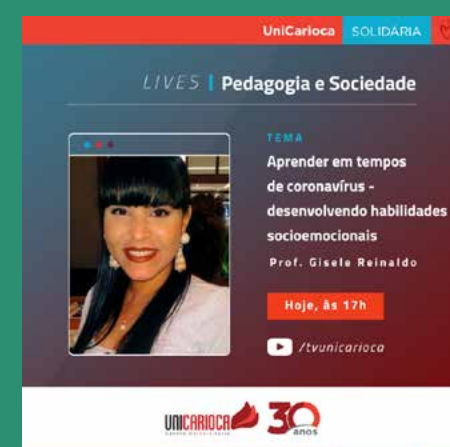 UniCarioca SOLIDÁRIA
LIVES | Pedagogia e Sociedade
TEMA
Aprender em tempos
de coronavírus -
desenvolvendo habilidades
socioemocionais
Prof. Gisele Reinaldo
Hoje, às 17h
/tvunicarioca
UNICARIOCA
30
anos